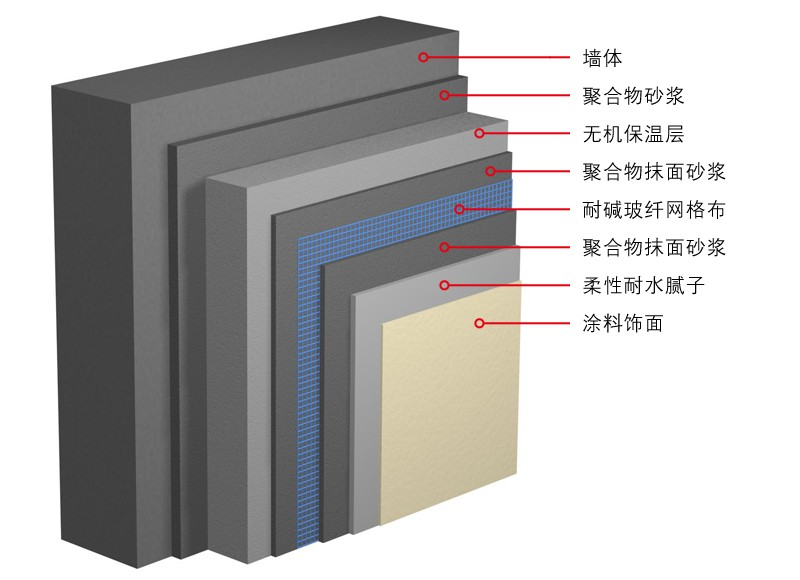 墙体
聚合物砂浆
无机保温层
聚合物抹面砂浆
耐碱玻纤网格布
聚合物抹面砂浆
柔性耐水腻子
涂料饰面